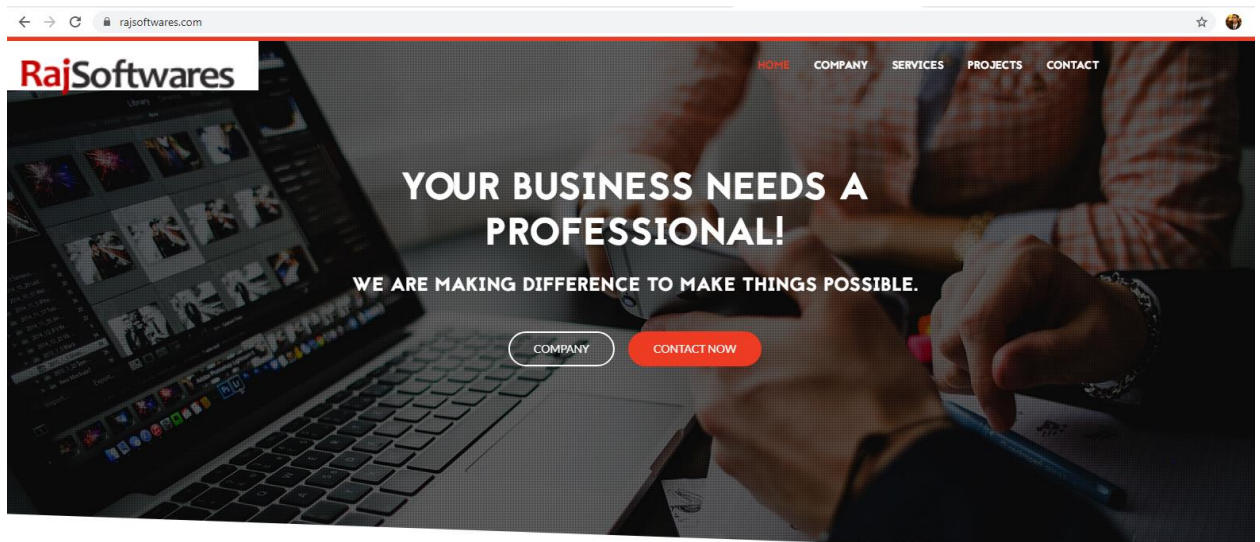 rajsoftwares.com
RajSoftwares
HOME COMPANY SERVICES PROJECTS CONTACT
Library
YOUR BUSINESS NEEDS A
PROFESSIONAL!
WE ARE MAKING DIFFERENCE TO MAKE THINGS POSSIBLE.
COMPANY CONTACT NOW